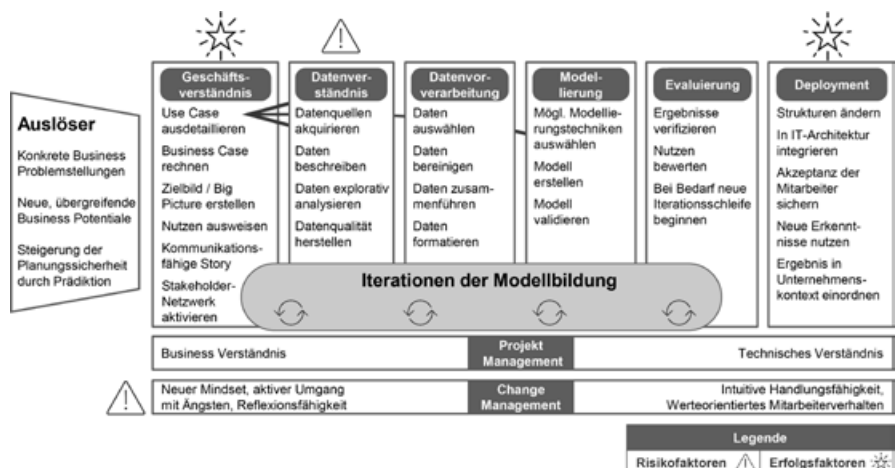 Auslöser
Konkrete Business
Problemstellungen
Neue, übergreifende
Business Potentiale
Steigerung der
Planungssicherheit
durch Prädiktion
Geschäfts-
verständnis
Use Case
ausdetaillieren
Business Case
rechnen
Zielbild / Big
Picture erstellen
Nutzen ausweisen
Kommunikations-
fähige Story
Stakeholder-
Netzwerk
aktivieren
Datenver-
ständnis
Datenquellen
akquirieren
Daten
beschreiben
Daten explorativ
analysieren
Datenqualität
herstellen
Datenvor-
verarbeitung
Daten
auswählen
Daten
bereinigen
Daten zusam-
menführen
Daten
formatieren
Model-
lierung
Mögl. Modellie-
rungstechniken
auswählen
Modell
erstellen
Modell
validieren
Evaluierung
Ergebnisse
verifizieren
Nutzen
bewerten
Bei Bedarf neue
Iterationsschleife
beginnen
Deployment
Strukturen ändern
In IT-Architektur
integrieren
Akzeptanz der
Mitarbeiter
sichern
Neue Erkennt-
nisse nutzen
Ergebnis in
Unternehmens-
kontext einordnen
Iterationen der Modellbildung
Business Verständnis
Projekt
Management
Technisches Verständnis
Neuer Mindset, aktiver Umgang
mit Ängsten, Reflexionsfähigkeit
Change
Management
Intuitive Handlungsfähigkeit,
Werteorientiertes Mitarbeiterverhalten
Legende
Risikofaktoren
Erfolgsfaktoren